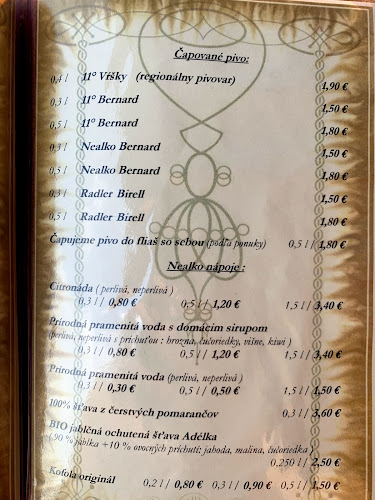 Čapované pivo:
0,4 l 11° Vŕšky (regionálny pivovar) 1,90 €
0,3 l 11° Bernard 1,50 €
0,5 l 11° Bernard 1,80 €
0,3 l Nealko Bernard 1,50 €
0,5 l Nealko Bernard 1,80 €
0,3 l Radler Birell 1,50 €
0,5 l Radler Birell 1,80 €
Čapujeme pivo do fliaš so sebou (podľa ponuky) 0,5 l 1,80 €
Nealko nápoje :
Citronáda ( perlivá, neperlivá )
0,3 l / 0,80 € 0,5 l / 1,20 € 1,5 l / 3,40 €
Prírodná pramenitá voda s domácim sirupom
(perlivá, neperlivá s príchuťou : hrozna, čučoriedky, višne, kiwi )
0,3 l / 0,80 € 0,5 l / 1,20 € 1,5 l / 3,40 €
Prírodná pramenitá voda (perlivá, neperlivá )
0,3 l / 0,30 € 0,5 l / 0,50 € 1,5 l / 1,50 €
100% šťava z čerstvých pomarančov 0,3 l / 3,60 €
BIO jablčná ochutená šťava Adélka
( 90 % jablka +10 % ovocných príchutí: jahoda, malina, čučoriedka )
0,250 l / 2,50 €
Kofola originál 0,2 l / 0,80 € 0,3 l / 0,90 € 0,5 l / 1,50 €